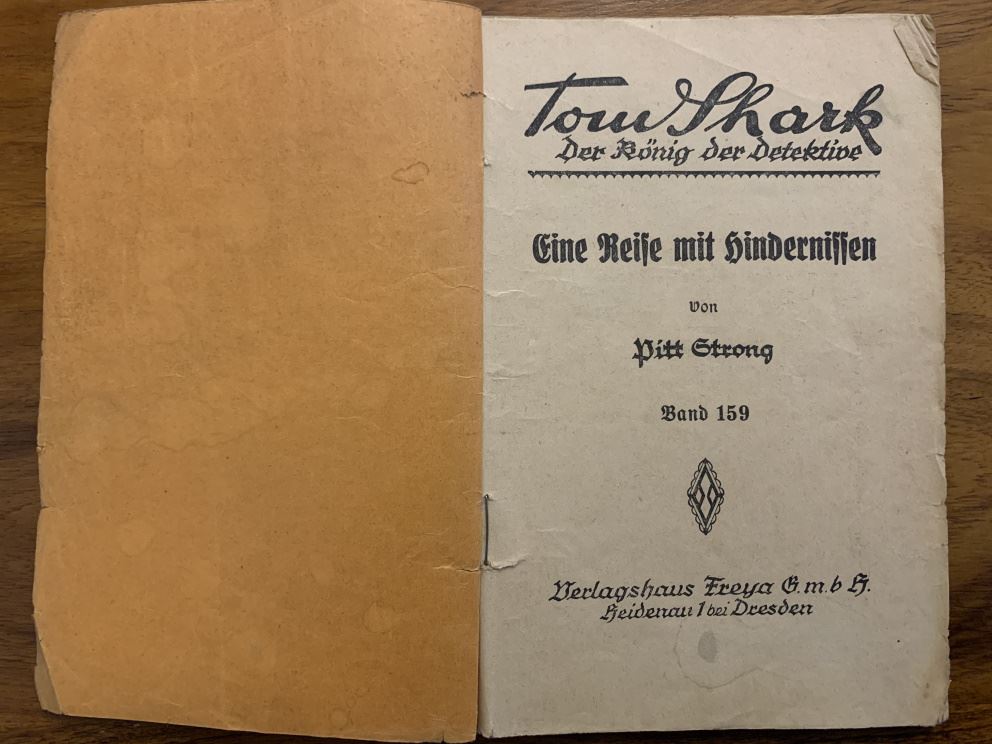 Tom Shark
Der König der Detektive
Eine Reiſe mit Hinderniſſen
von
Pitt Strong
Band 159
Verlagshaus Freya G.m.b H.
Heidenau 1 bei Dresden